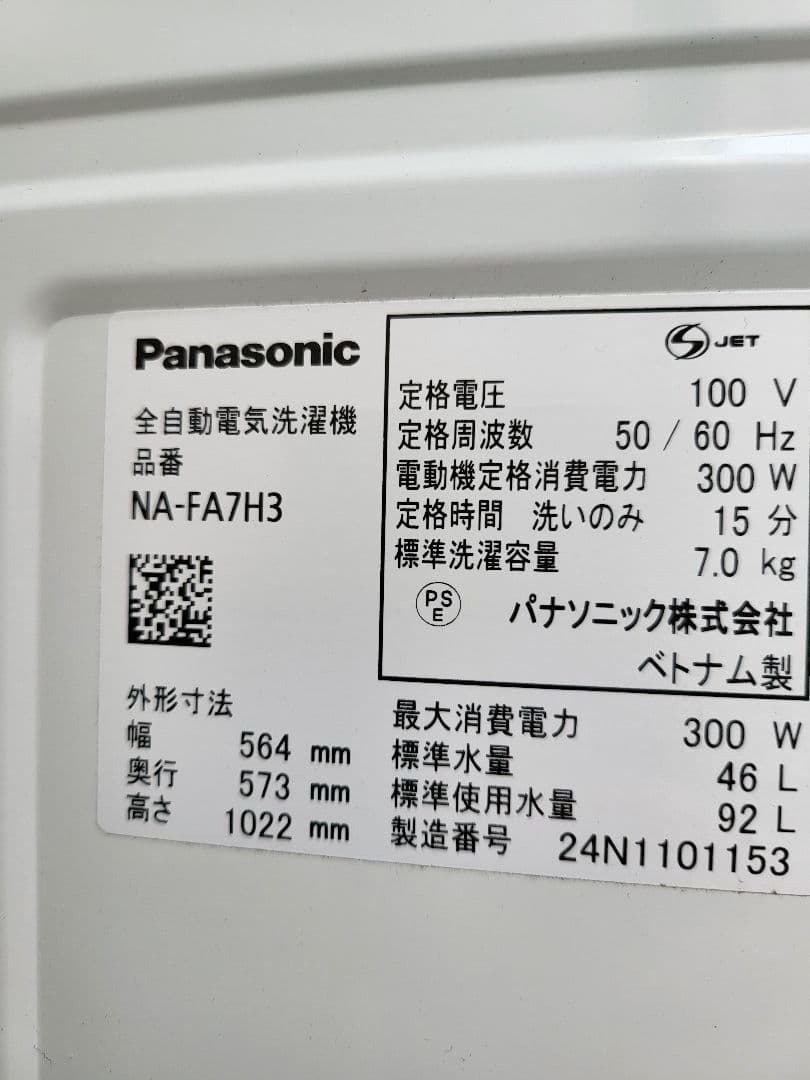 Panasonic
全自動電気洗濯機
品番
NA-FA7H3
外形寸法
幅 564 mm
奥行 573 mm
高さ 1022 mm
S JET
定格電圧 100 V
定格周波数 50 / 60 Hz
電動機定格消費電力 300 W
定格時間 洗いのみ 15 分
標準洗濯容量 7.0 kg
PS
E
パナソニック株式会社
ベトナム製
最大消費電力 300 W
標準水量 46 L
標準使用水量 92 L
製造番号 24N1101153